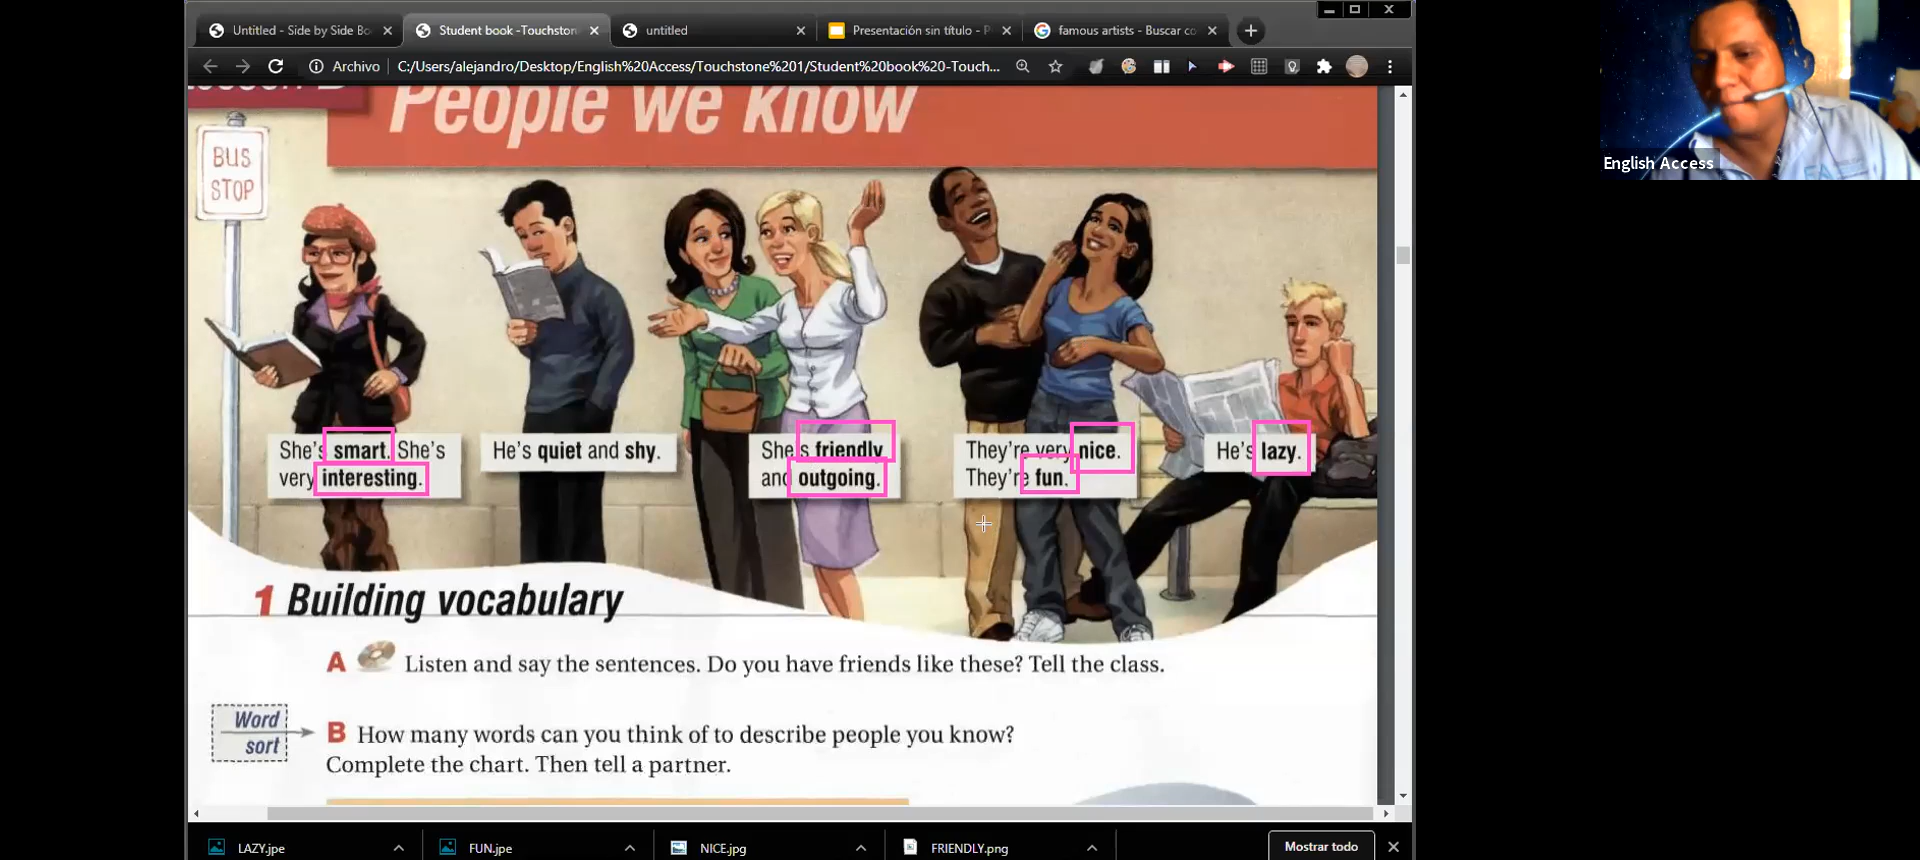 Untitled - Side by Side Bo
Student book -Touchston
untitled
Presentación sin título - P
famous artists - Buscar co
Archivo
C:/Users/alejandro/Desktop/English%20Access/Touchstone%201/Student%20book%20-Touch...
People we know
BUS
STOP
She's smart. She's
very interesting.
He's quiet and shy.
She's friendly
and outgoing.
They're very nice.
They're fun.
He's lazy.
1 Building vocabulary
A Listen and say the sentences. Do you have friends like these? Tell the class.
Word
sort
B How many words can you think of to describe people you know?
Complete the chart. Then tell a partner.
LAZY.jpe
FUN.jpe
NICE.jpg
FRIENDLY.png
Mostrar todo
English Access